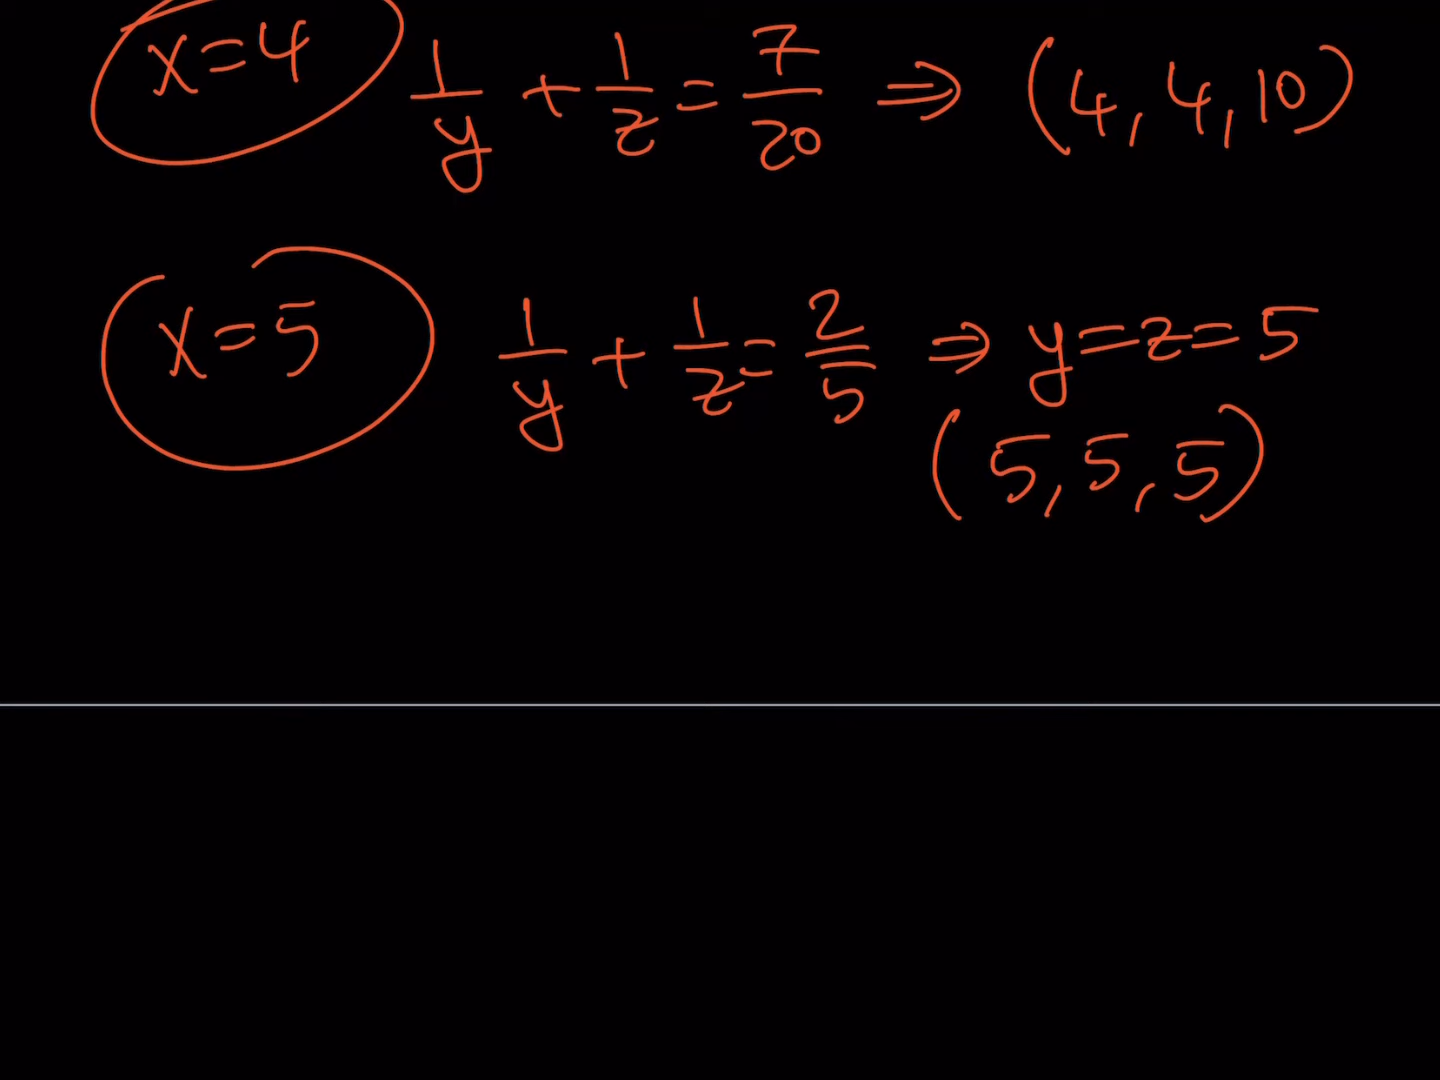 x=4 1/y + 1/z = 7/20 ⇒ (4, 4, 10)
x=5 1/y + 1/z = 2/5 ⇒ y=z=5
(5, 5, 5)